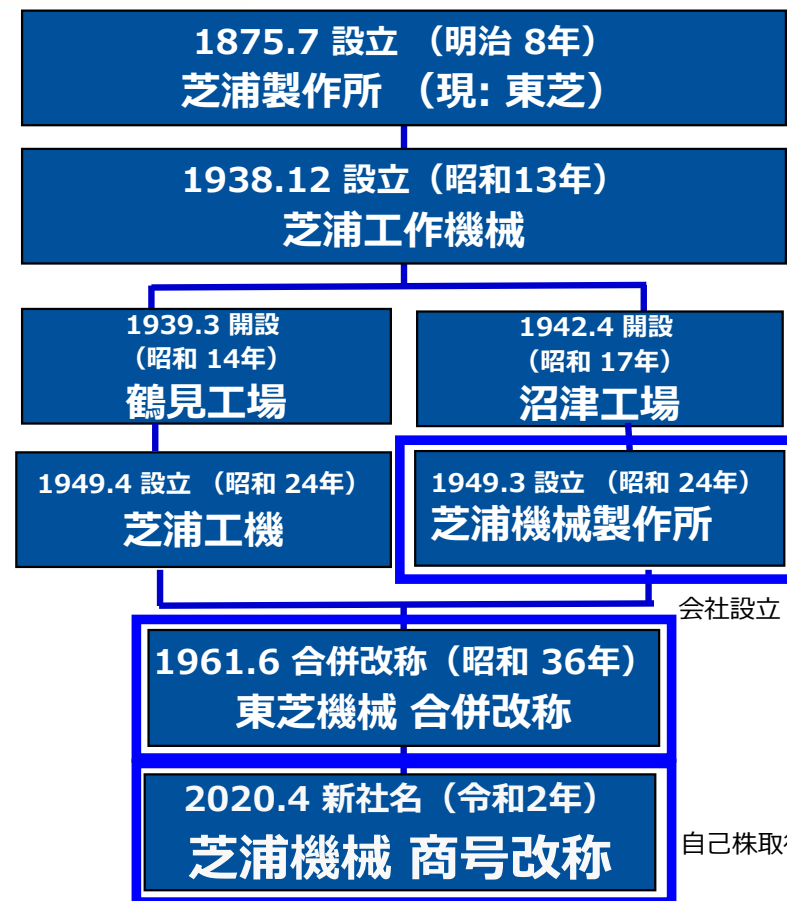 1875.7 設立 （明治 8年）
芝浦製作所 （現: 東芝）
1938.12 設立（昭和13年）
芝浦工作機械
1939.3 開設
（昭和 14年）
鶴見工場
1942.4 開設
（昭和 17年）
沼津工場
1949.4 設立 （昭和 24年）
芝浦工機
1949.3 設立 （昭和 24年）
芝浦機械製作所
会社設立
1961.6 合併改称（昭和 36年）
東芝機械 合併改称
2020.4 新社名（令和2年）
芝浦機械 商号改称
自己株取